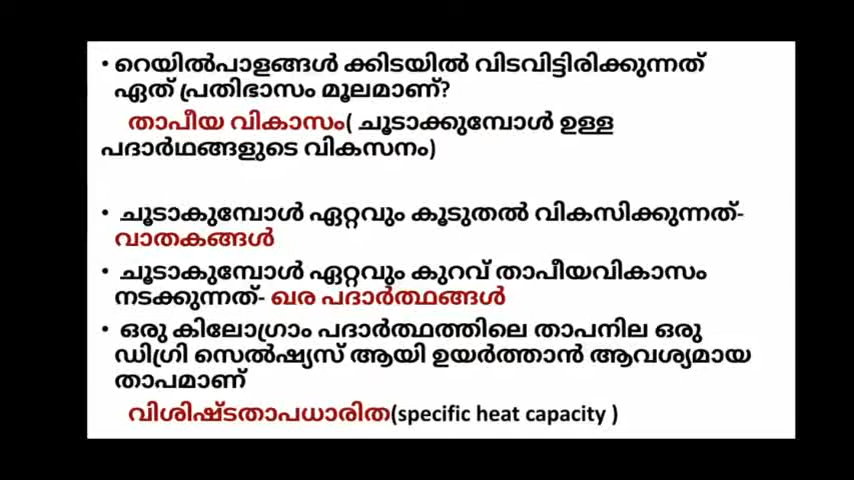 • റെയിൽപാളങ്ങൾ ക്കിടയിൽ വിടവിട്ടിരിക്കുന്നത്
ഏത് പ്രതിഭാസം മൂലമാണ്?
താപീയ വികാസം( ചൂടാക്കുമ്പോൾ ഉള്ള
പദാർഥങ്ങളുടെ വികസനം)
• ചൂടാകുമ്പോൾ ഏറ്റവും കൂടുതൽ വികസിക്കുന്നത്-
വാതകങ്ങൾ
• ചൂടാകുമ്പോൾ ഏറ്റവും കുറവ് താപീയവികാസം
നടക്കുന്നത്- ഖര പദാർത്ഥങ്ങൾ
• ഒരു കിലോഗ്രാം പദാർത്ഥത്തിലെ താപനില ഒരു
ഡിഗ്രി സെൽഷ്യസ് ആയി ഉയർത്താൻ ആവശ്യമായ
താപമാണ്
വിശിഷ്ടതാപധാരിത(specific heat capacity )